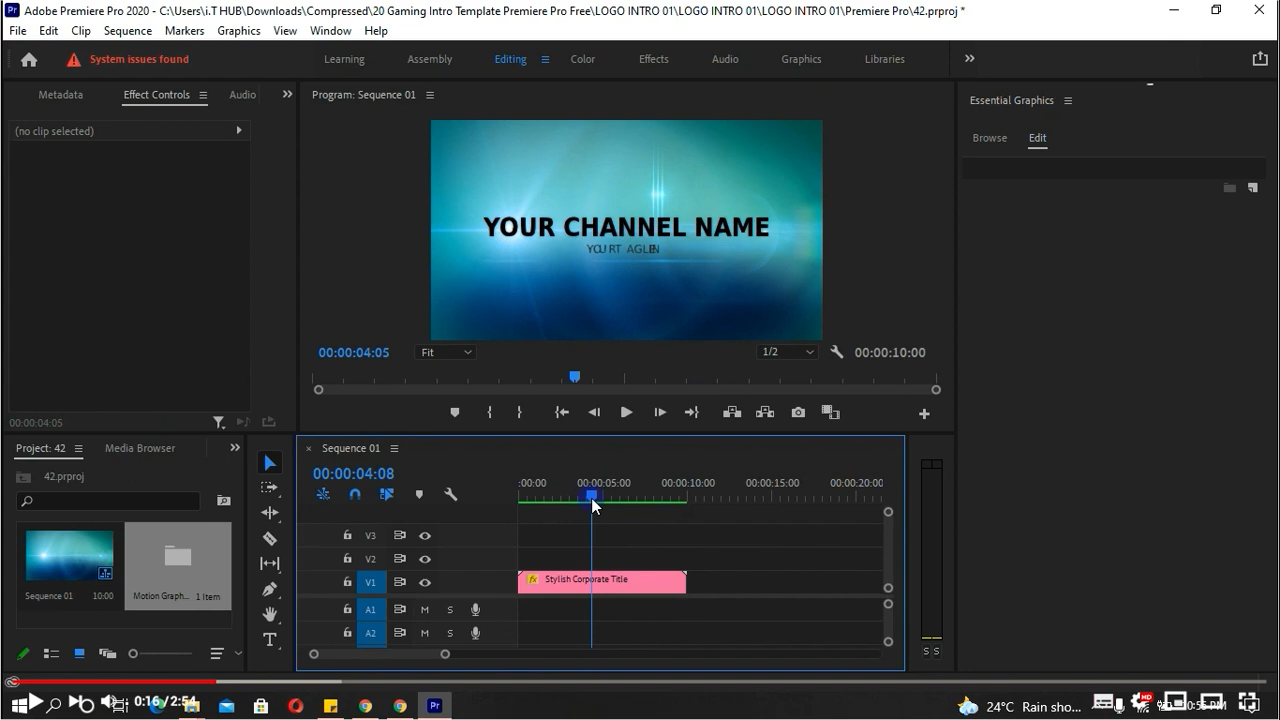 Adobe Premiere Pro 2020 - C:\Users\i.T HUB\Downloads\Compressed\20 Gaming Intro Template Premiere Pro Free\LOGO INTRO 01\LOGO INTRO 01\LOGO INTRO 01\Premiere Pro\42.prproj *
File Edit Clip Sequence Markers Graphics View Window Help
System issues found
Learning Assembly Editing Color Effects Audio Graphics Libraries
Metadata Effect Controls Audio
Program: Sequence 01
Essential Graphics
(no clip selected)
Browse Edit
YOUR CHANNEL NAME
00:00:04:05 Fit 1/2 00:00:10:00
00:00:04:05
Project: 42 Media Browser
Sequence 01
42.prproj
00:00:04:08
:00:00 00:00:05:00 00:00:10:00 00:00:15:00 00:00:20:00
V3
V2
V1 Stylish Corporate Title
Sequence 01 10:00 Motion Graph... 1 Item
A1 M S
A2 M S
S S
0:16 / 2:54
HD
24°C Rain sho...